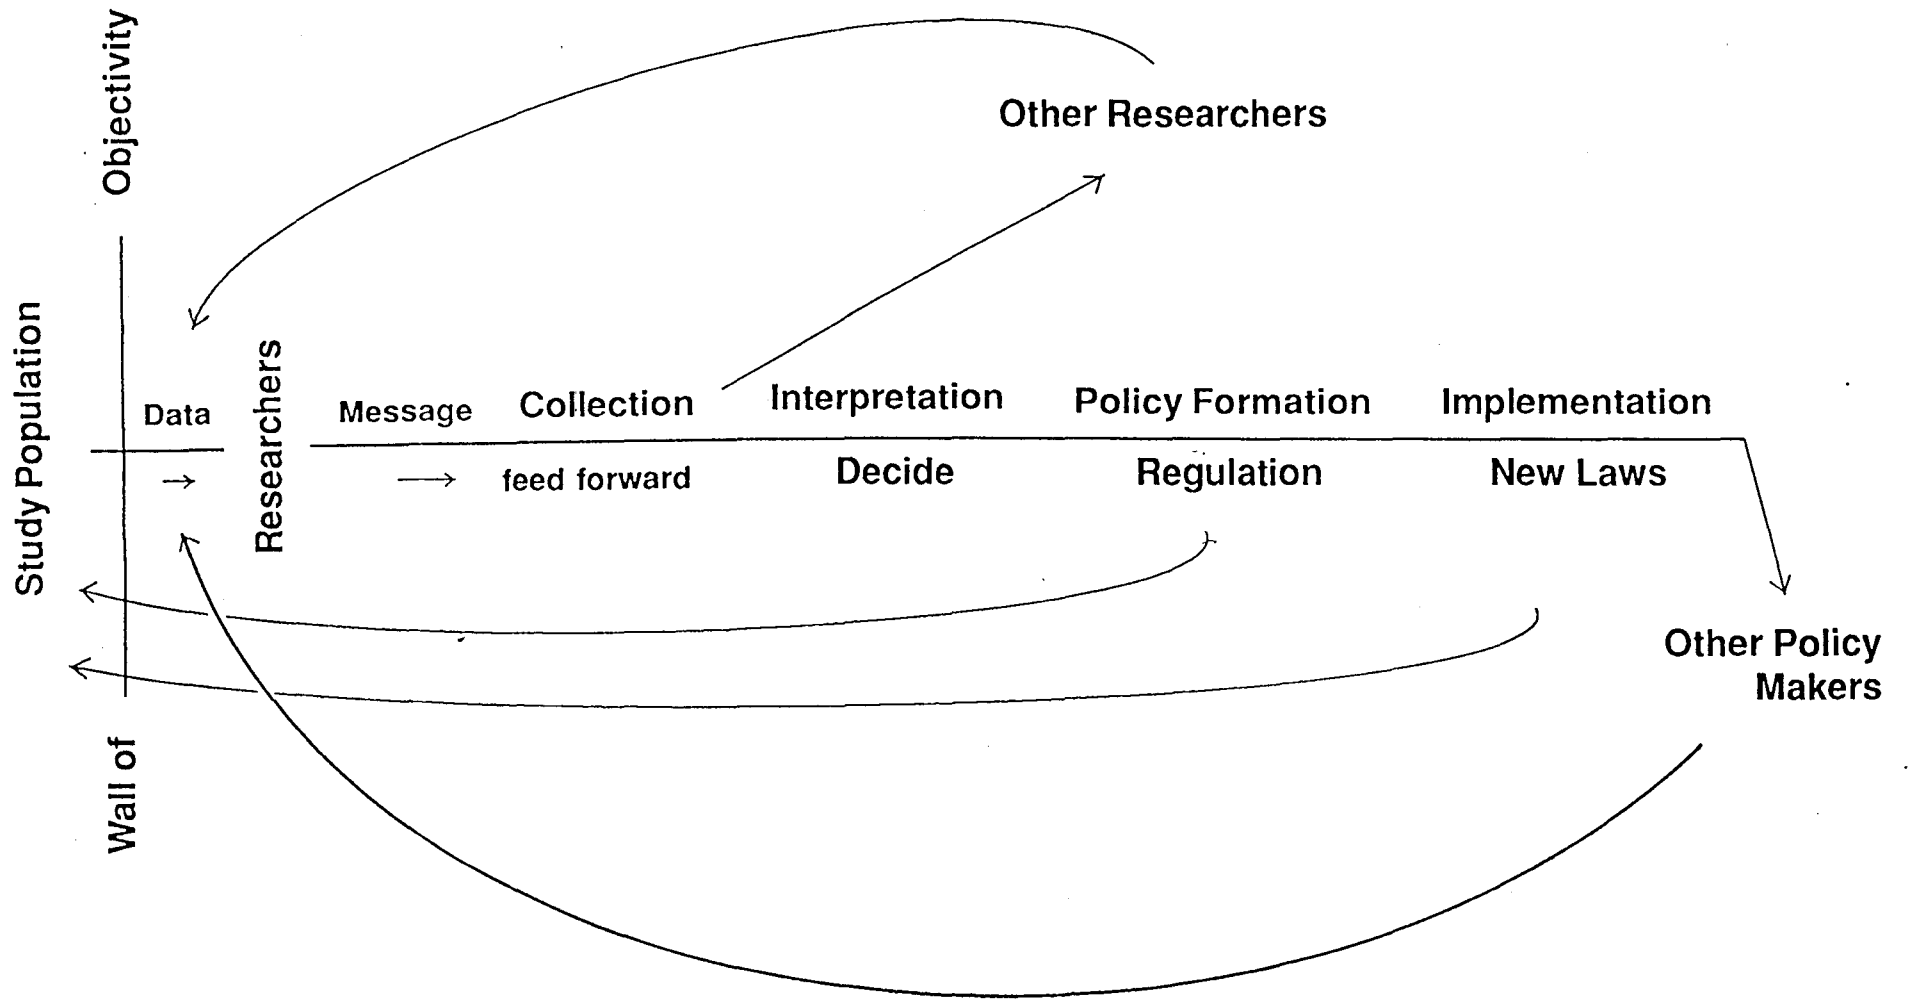 Objectivity
Other Researchers
Study Population
Researchers
Data
Message
Collection
Interpretation
Policy Formation
Implementation
feed forward
Decide
Regulation
New Laws
Other Policy
Makers
Wall of